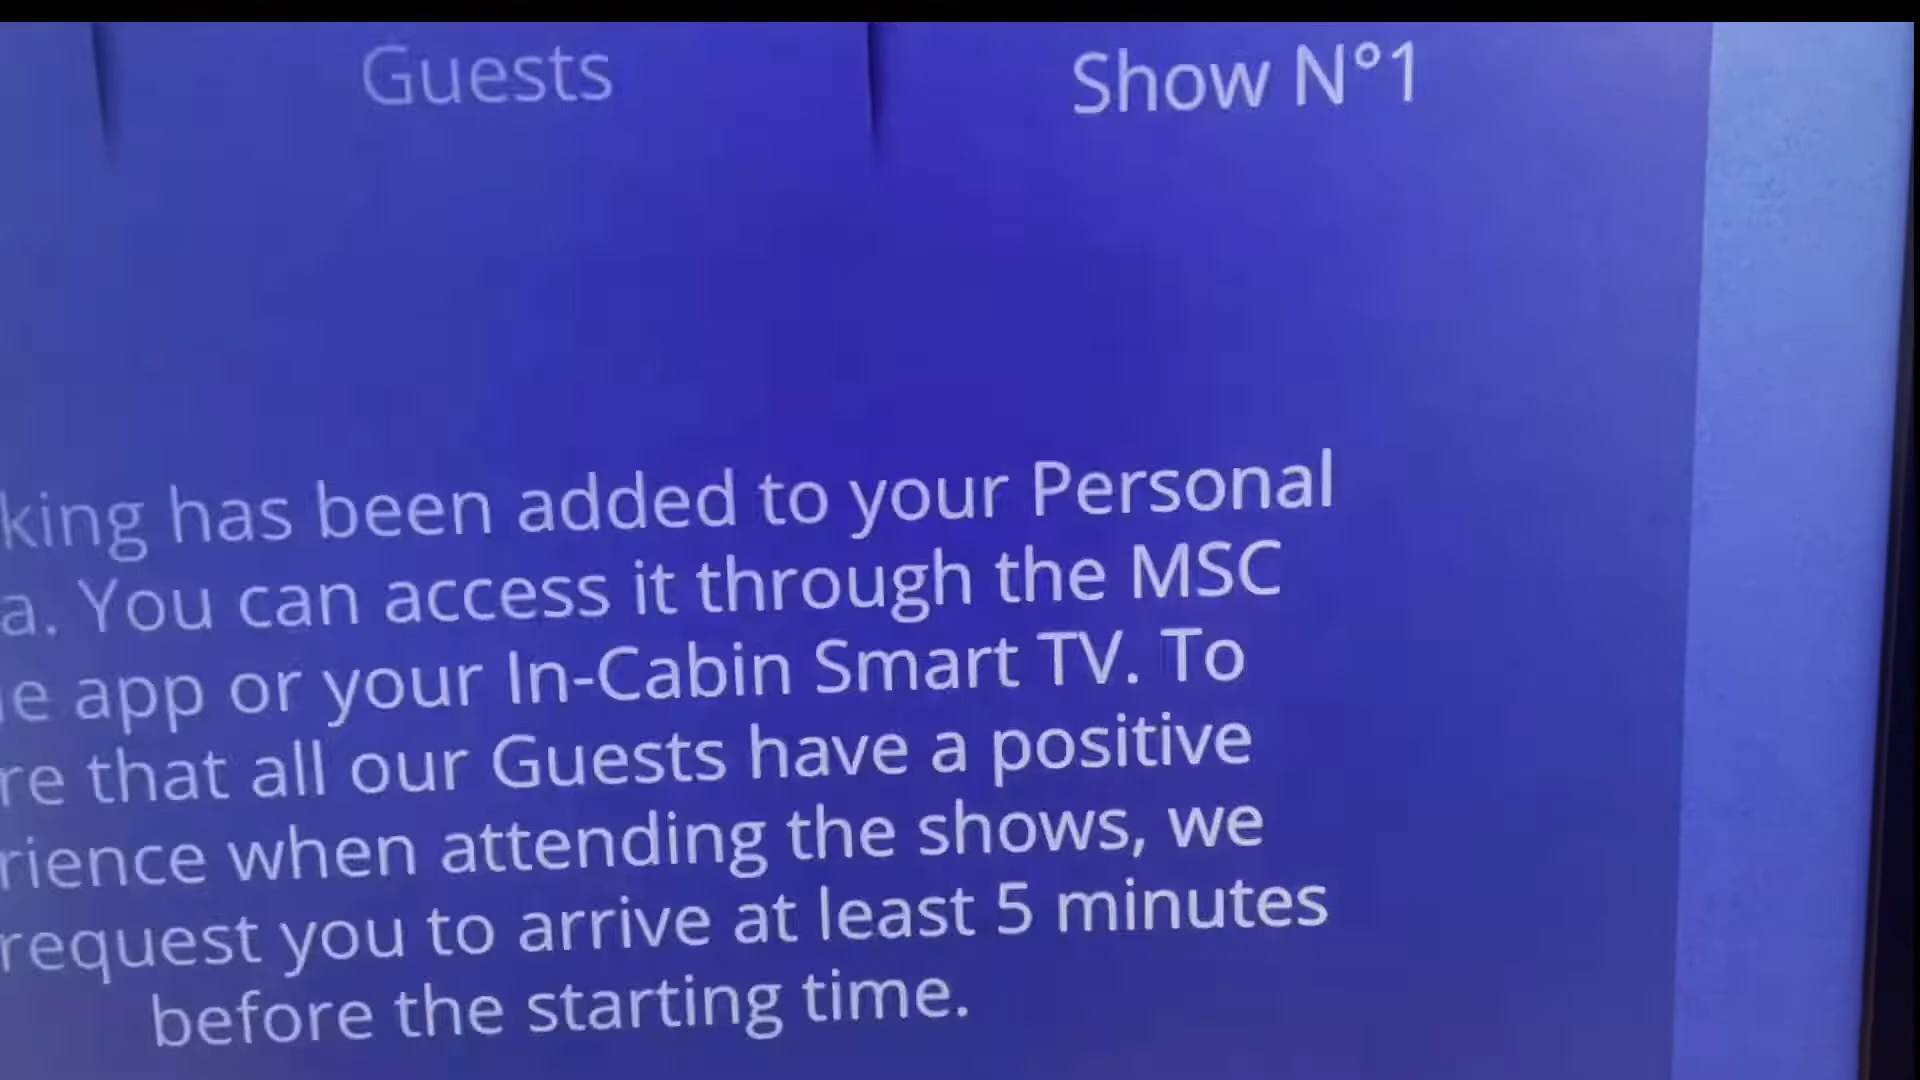 Guests
Show N°1
king has been added to your Personal
a. You can access it through the MSC
e app or your In-Cabin Smart TV. To
re that all our Guests have a positive
rience when attending the shows, we
request you to arrive at least 5 minutes
before the starting time.